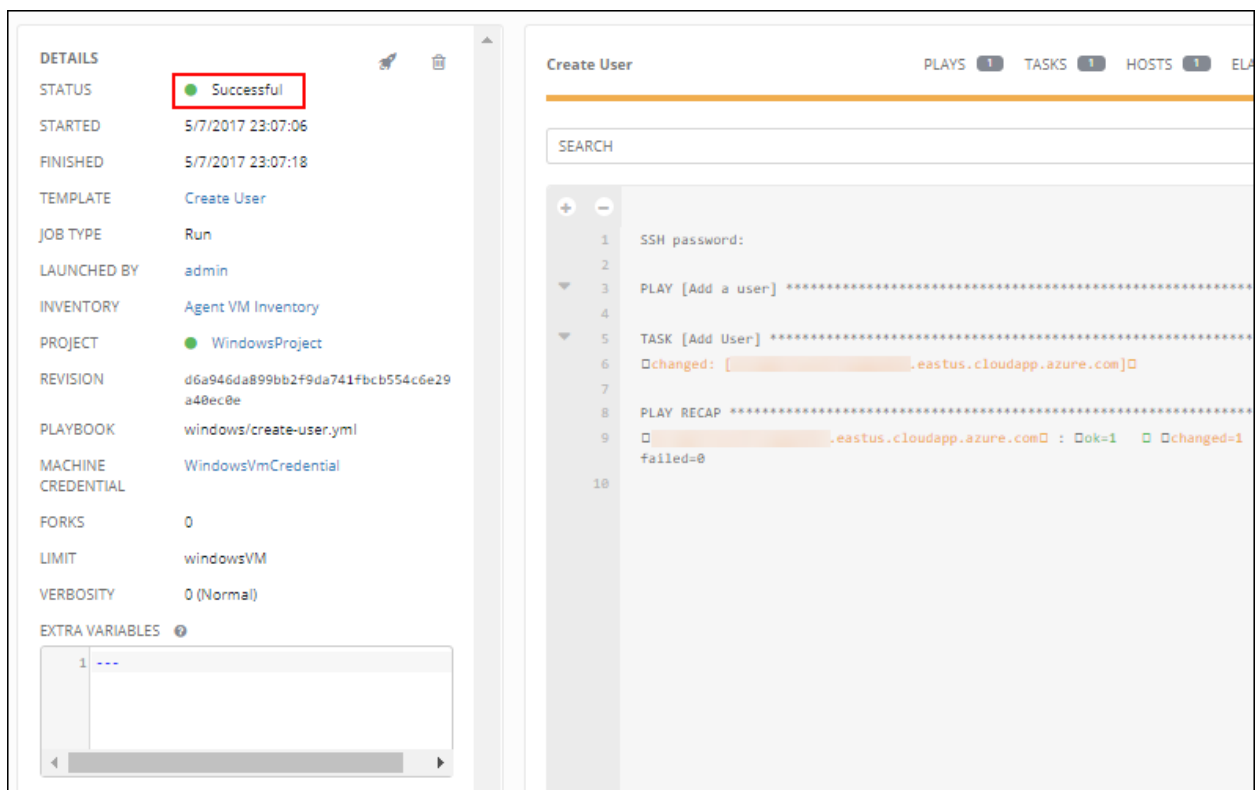 DETAILS
STATUS Successful
STARTED 5/7/2017 23:07:06
FINISHED 5/7/2017 23:07:18
TEMPLATE Create User
JOB TYPE Run
LAUNCHED BY admin
INVENTORY Agent VM Inventory
PROJECT WindowsProject
REVISION d6a946da899bb2f9da741fbcb554c6e29
a40ec0e
PLAYBOOK windows/create-user.yml
MACHINE WindowsVmCredential
CREDENTIAL
FORKS 0
LIMIT windowsVM
VERBOSITY 0 (Normal)
EXTRA VARIABLES ?
1 ---
Create User PLAYS 1 TASKS 1 HOSTS 1 ELA
SEARCH
+ −
1 SSH password:
2
3 PLAY [Add a user] **********************************************************
4
5 TASK [Add User] ************************************************************
6 □changed: [ .eastus.cloudapp.azure.com]□
7
8 PLAY RECAP *****************************************************************
9 □ .eastus.cloudapp.azure.com□ : □ok=1 □ □changed=1
failed=0
10